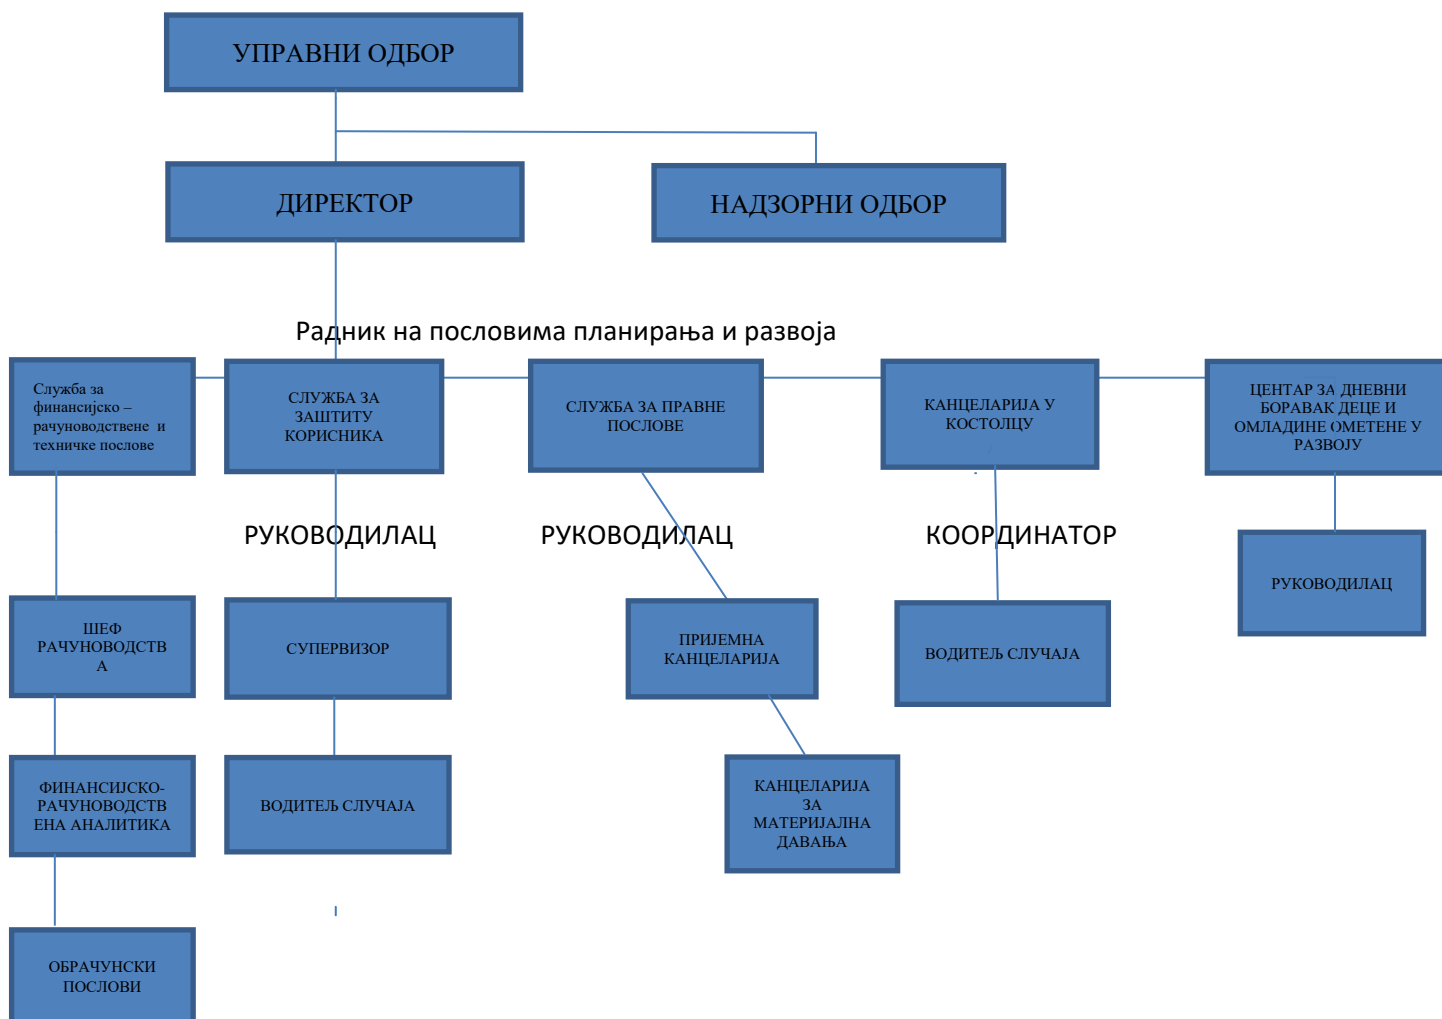 УПРАВНИ ОДБОР
ДИРЕКТОР
НАДЗОРНИ ОДБОР
Радник на пословима планирања и развоја
Служба за
финансијско –
рачуноводствене и
техничке послове
СЛУЖБА ЗА
ЗАШТИТУ
КОРИСНИКА
СЛУЖБА ЗА ПРАВНЕ
ПОСЛОВЕ
КАНЦЕЛАРИЈА У
КОСТОЛЦУ
ЦЕНТАР ЗА ДНЕВНИ
БОРАВАК ДЕЦЕ И
ОМЛАДИНЕ ОМЕТЕНЕ У
РАЗВОЈУ
РУКОВОДИЛАЦ
РУКОВОДИЛАЦ
КООРДИНАТОР
РУКОВОДИЛАЦ
ШЕФ
РАЧУНОВОДСТВ
А
СУПЕРВИЗОР
ПРИЈЕМНА
КАНЦЕЛАРИЈА
ВОДИТЕЉ СЛУЧАЈА
ФИНАНСИЈСКО-
РАЧУНОВОДСТВ
ЕНА АНАЛИТИКА
ВОДИТЕЉ СЛУЧАЈА
КАНЦЕЛАРИЈА
ЗА
МАТЕРИЈАЛНА
ДАВАЊА
ОБРАЧУНСКИ
ПОСЛОВИ